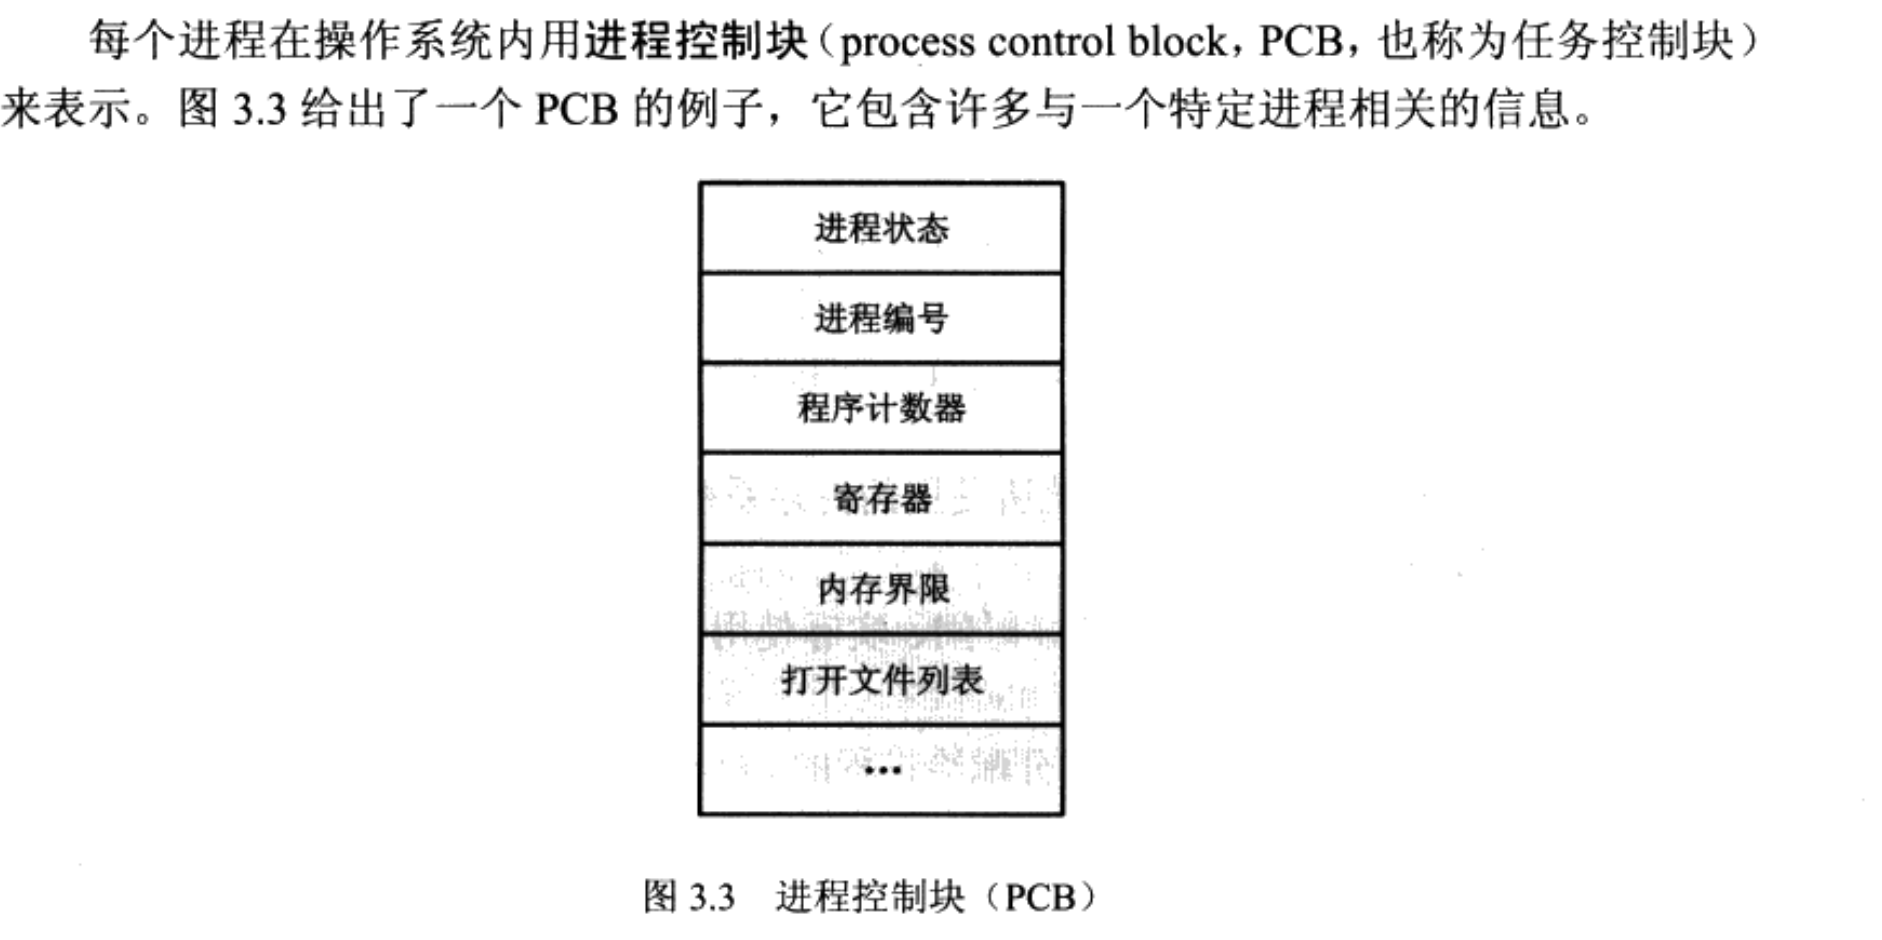 每个进程在操作系统内用进程控制块（process control block，PCB，也称为任务控制块）
来表示。图 3.3 给出了一个 PCB 的例子，它包含许多与一个特定进程相关的信息。
进程状态
进程编号
程序计数器
寄存器
内存界限
打开文件列表
•••
图 3.3 进程控制块（PCB）